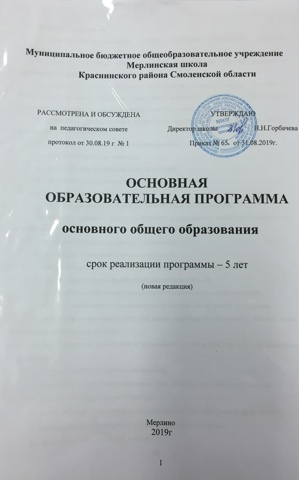 Муниципальное бюджетное общеобразовательное учреждение
Мерлинская школа
Краснинского района Смоленской области
РАССМОТРЕНА И ОБСУЖДЕНА УТВЕРЖДАЮ
на педагогическом совете Директор школы Н.Н.Горбачева
протокол от 30.08.19 г № 1 Приказ № 65. от 31.08.2019г.
ОСНОВНАЯ
ОБРАЗОВАТЕЛЬНАЯ ПРОГРАММА
основного общего образования
срок реализации программы – 5 лет
(новая редакция)
Мерлино
2019г
1